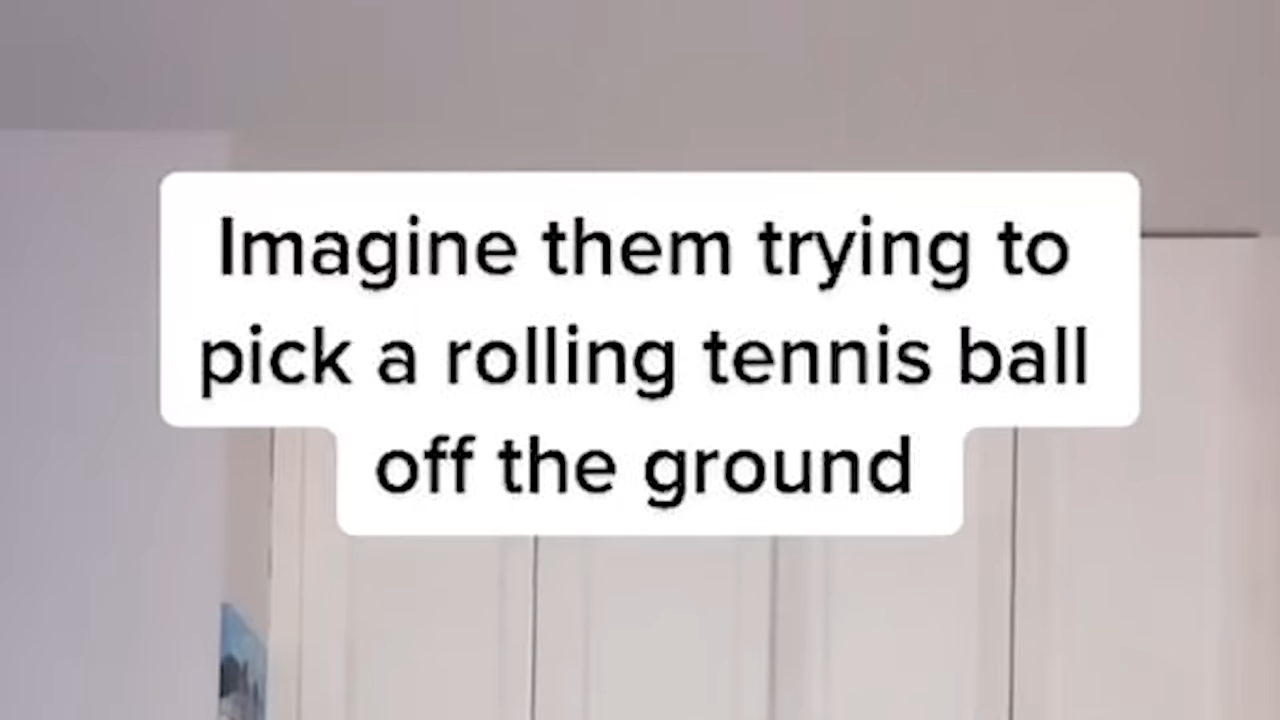 Imagine them trying to
pick a rolling tennis ball
off the ground